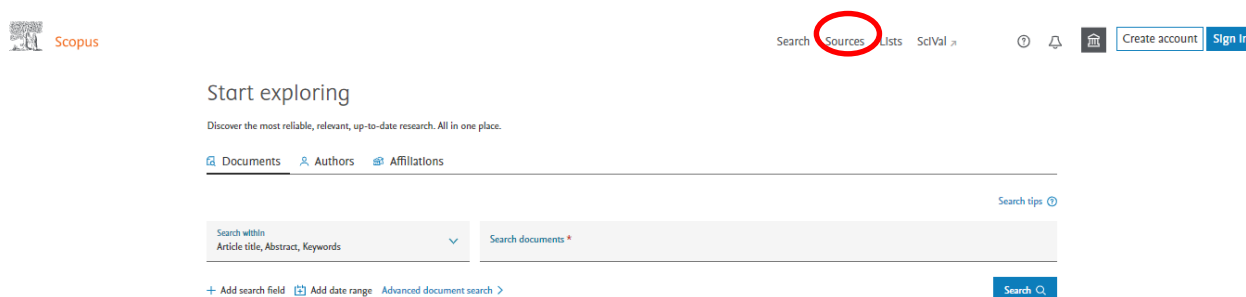 Scopus
Search Sources Lists SciVal ↗ Create account Sign in
Start exploring
Discover the most reliable, relevant, up-to-date research. All in one place.
Documents Authors Affiliations
Search tips
Search within
Article title, Abstract, Keywords
Search documents *
+ Add search field Add date range Advanced document search >
Search